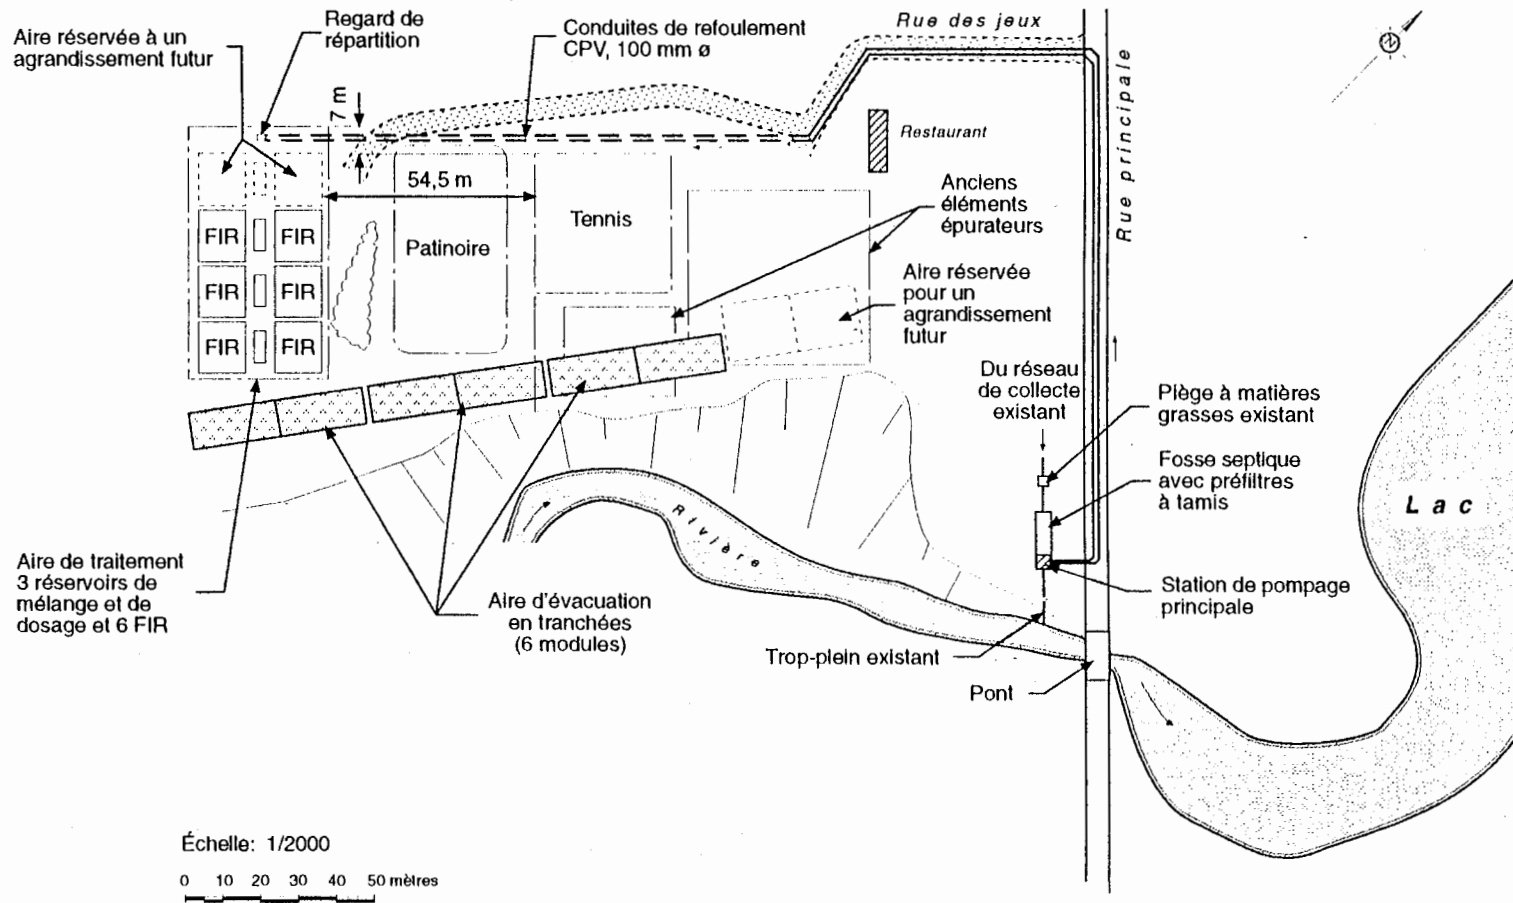 Aire réservée à un
agrandissement futur
Regard de
répartition
Conduites de refoulement
CPV, 100 mm ø
Rue des jeux
N
7 m
Restaurant
Rue principale
54,5 m
Tennis
Patinoire
Anciens
éléments
épurateurs
FIR
FIR
FIR
FIR
FIR
FIR
Aire réservée
pour un
agrandissement
futur
Du réseau
de collecte
existant
Piège à matières
grasses existant
Fosse septique
avec préfiltres
à tamis
Lac
Rivière
Aire de traitement
3 réservoirs de
mélange et de
dosage et 6 FIR
Aire d'évacuation
en tranchées
(6 modules)
Station de pompage
principale
Trop-plein existant
Pont
Échelle: 1/2000
0 10 20 30 40 50 mètres